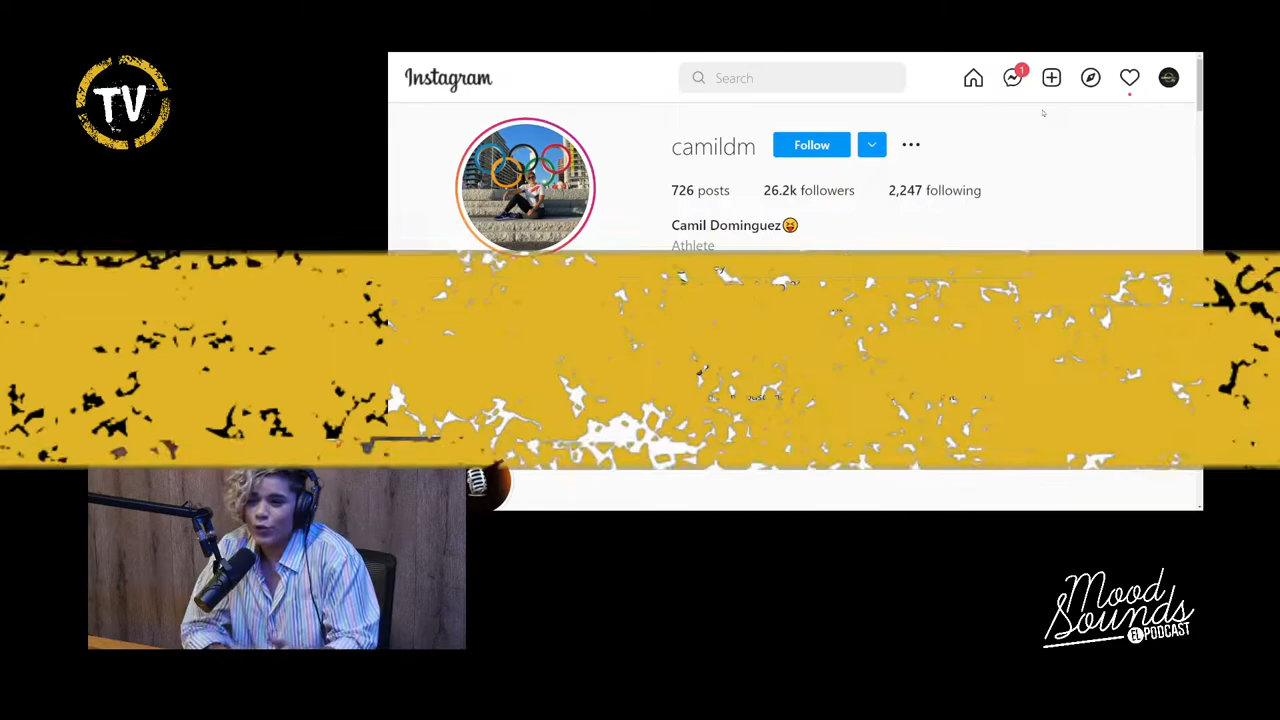 TV
Instagram
Search
1
camildm
Follow
726 posts
26.2k followers
2,247 following
Camil Dominguez😝
Athlete
Mood
Sounds
EL PODCAST